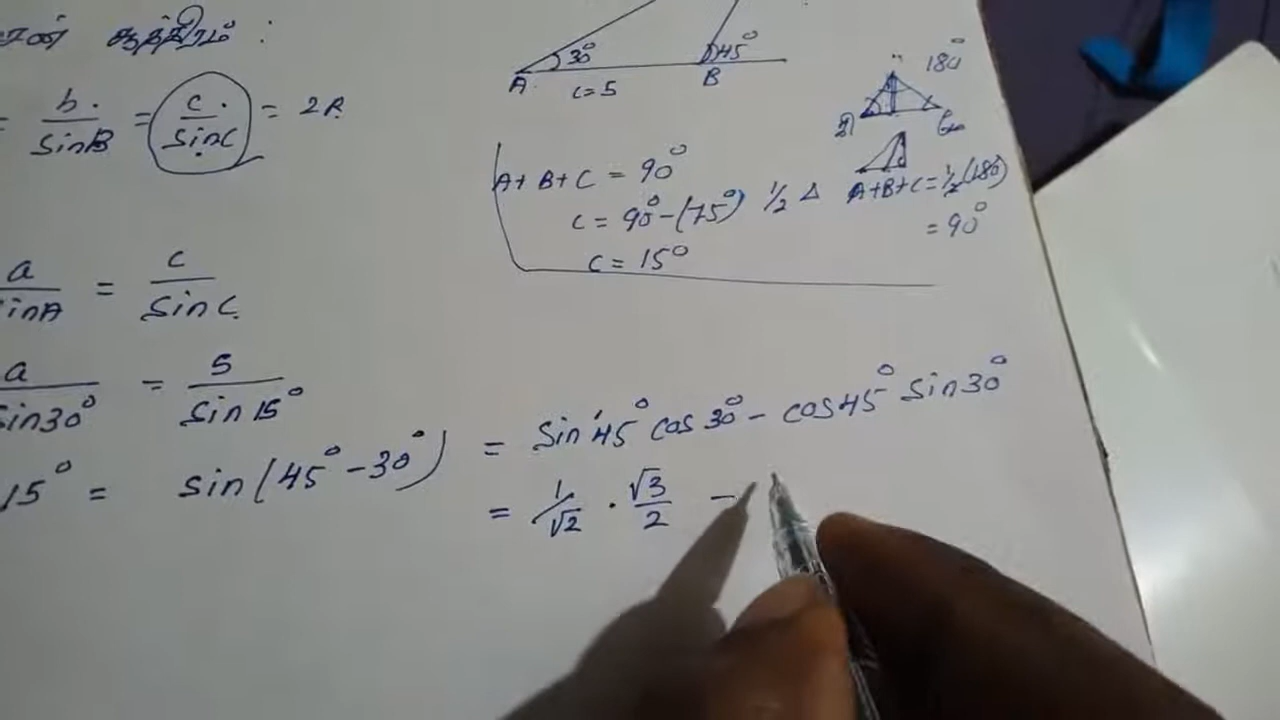 சூத்திரம் :
= b/sinB = c/sinC = 2R
30° 45°
A c=5 B
180°
A+B+C = 90°
C = 90°-(75°) ½ Δ
A+B+C = ½(180)
= 90°
C = 15°
a/sinA = c/sinC
a/sin30° = 5/sin15°
15° = sin(45°-30°) = sin45° cos30° - cos45° sin30°
= 1/√2 · √3/2 -